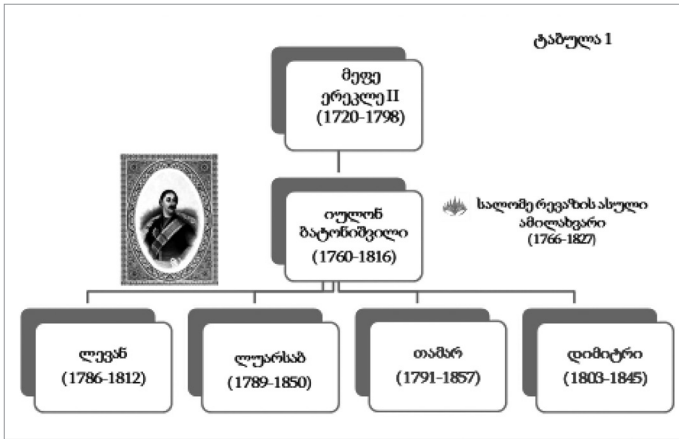 ტაბულა 1
მეფე
ერეკლე II
(1720-1798)
იულონ
ბატონიშვილი
(1760-1816)
სალომე რევაზის ასული
ამილახვარი
(1766-1827)
ლევან
(1786-1812)
ლუარსაბ
(1789-1850)
თამარ
(1791-1857)
დიმიტრი
(1803-1845)